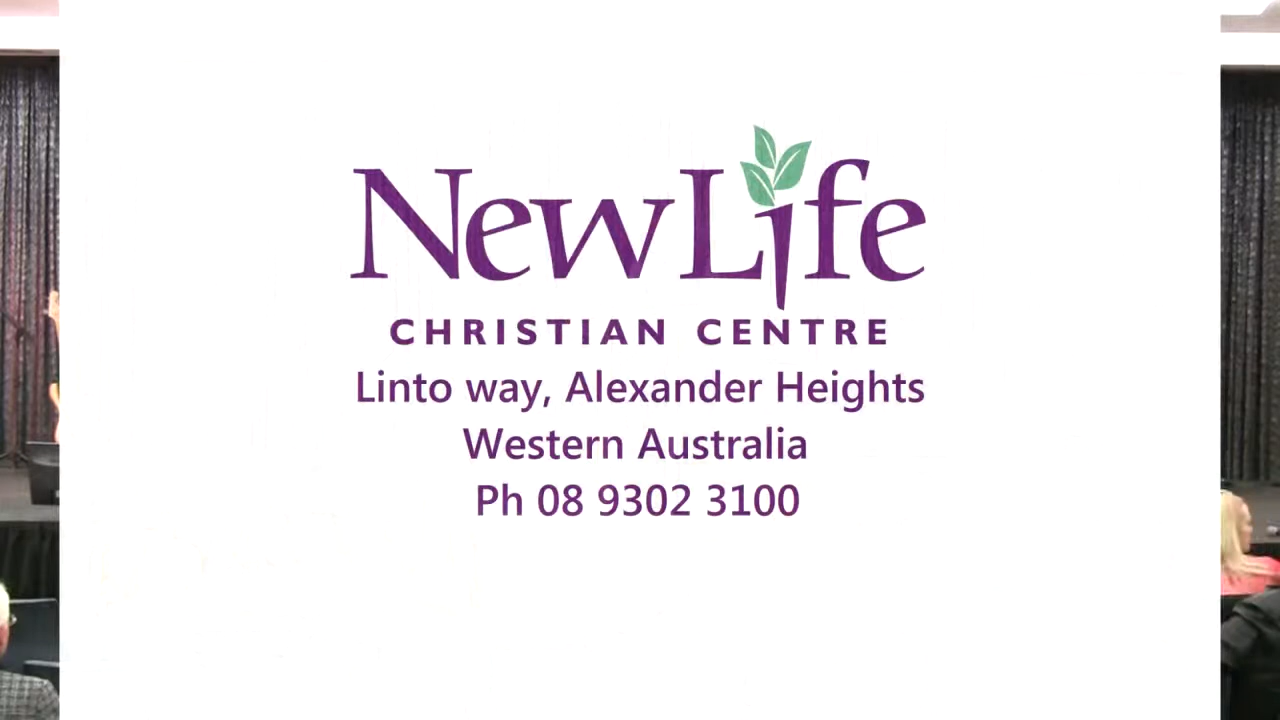 NewLife
CHRISTIAN CENTRE
Linto way, Alexander Heights
Western Australia
Ph 08 9302 3100